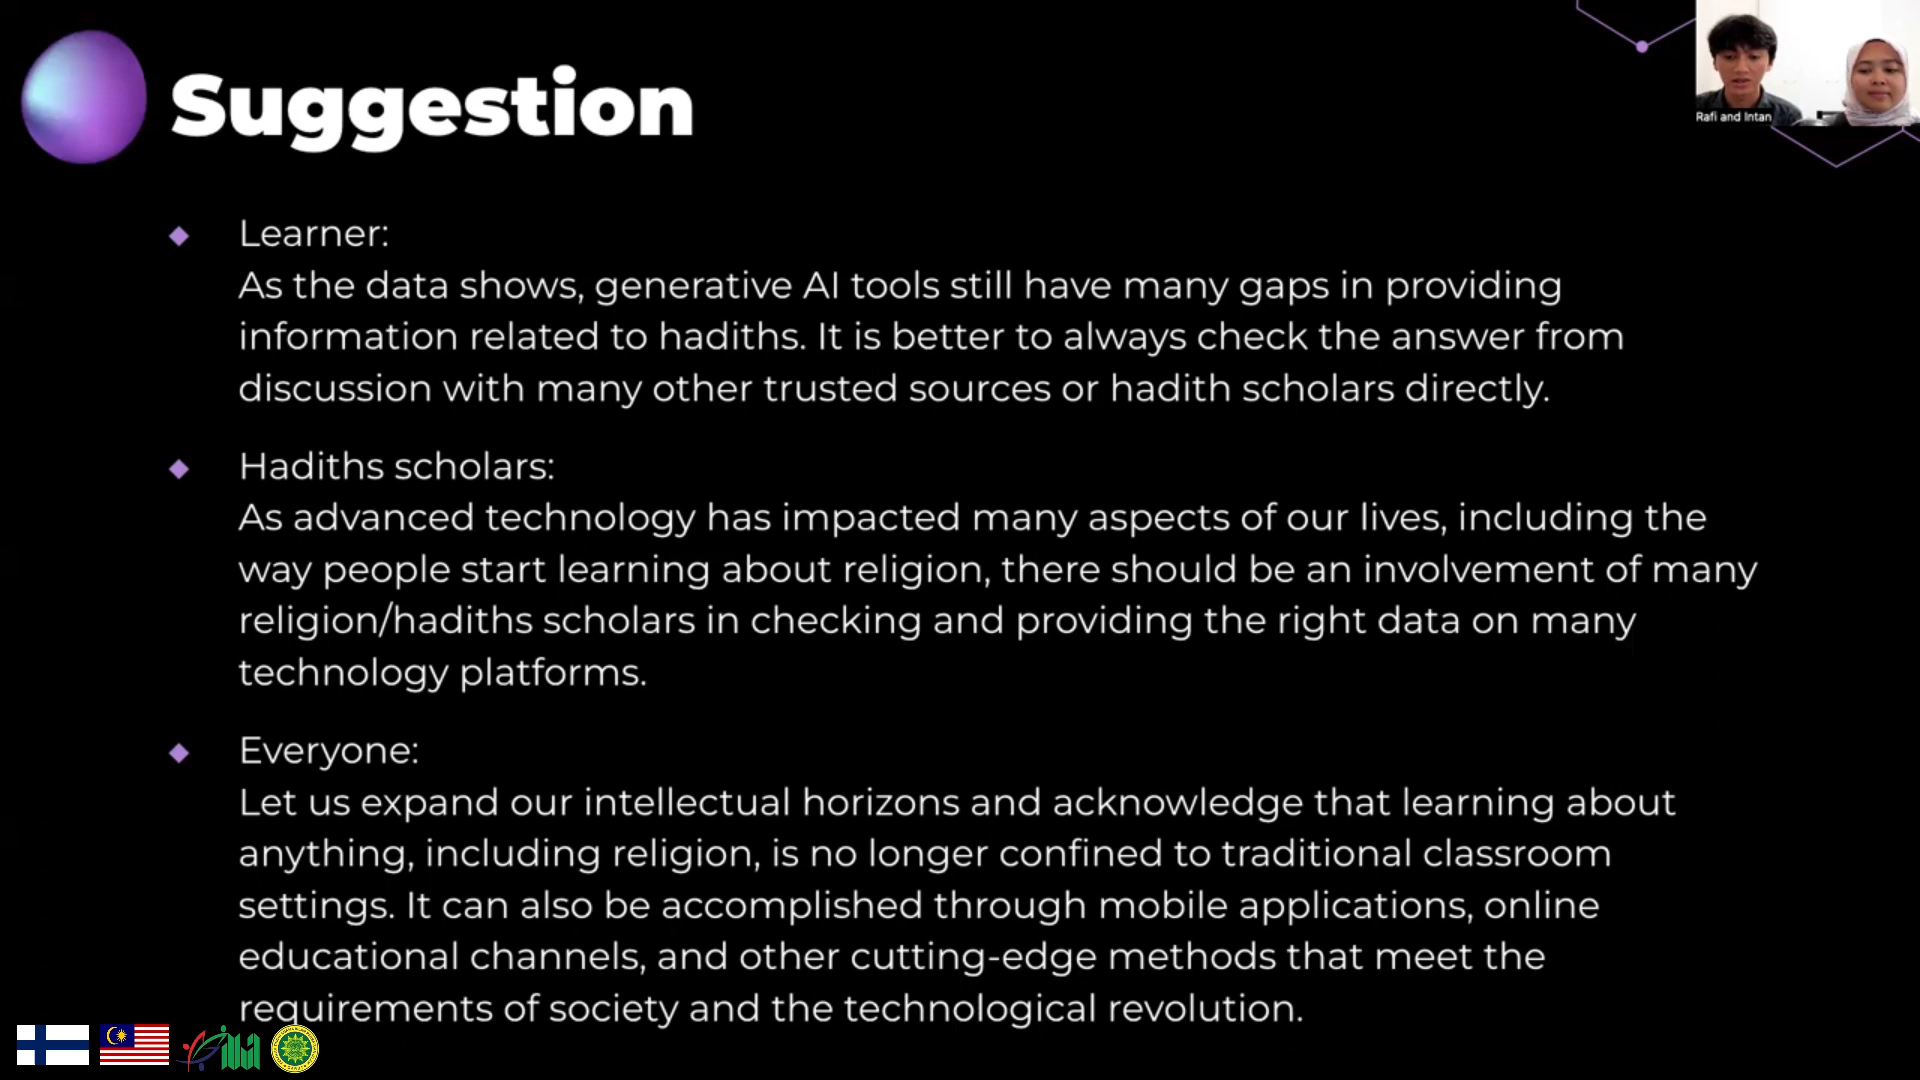 Suggestion
Rafi and Intan
Learner:
As the data shows, generative AI tools still have many gaps in providing
information related to hadiths. It is better to always check the answer from
discussion with many other trusted sources or hadith scholars directly.
Hadiths scholars:
As advanced technology has impacted many aspects of our lives, including the
way people start learning about religion, there should be an involvement of many
religion/hadiths scholars in checking and providing the right data on many
technology platforms.
Everyone:
Let us expand our intellectual horizons and acknowledge that learning about
anything, including religion, is no longer confined to traditional classroom
settings. It can also be accomplished through mobile applications, online
educational channels, and other cutting-edge methods that meet the
requirements of society and the technological revolution.